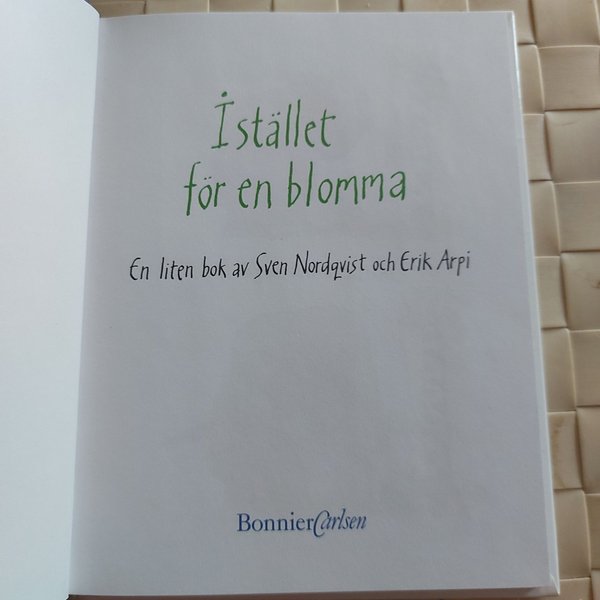 Istället
för en blomma
En liten bok av Sven Nordqvist och Erik Arpi
BonnierCarlsen